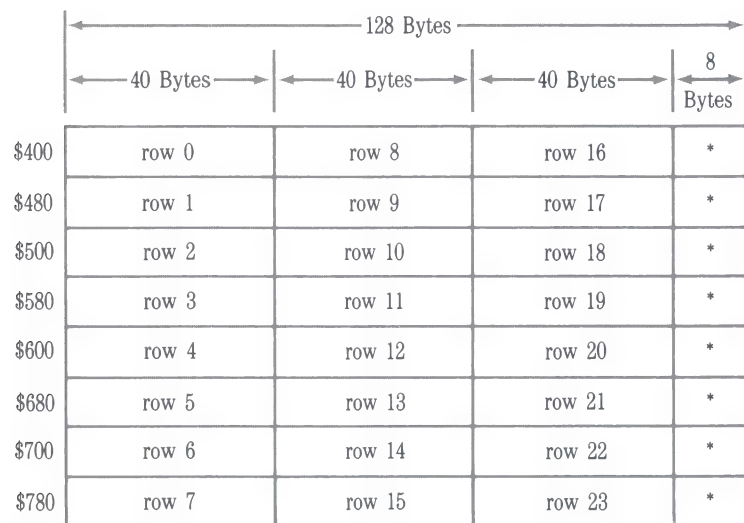 128 Bytes
40 Bytes 40 Bytes 40 Bytes 8 Bytes
$400 row 0 row 8 row 16 *
$480 row 1 row 9 row 17 *
$500 row 2 row 10 row 18 *
$580 row 3 row 11 row 19 *
$600 row 4 row 12 row 20 *
$680 row 5 row 13 row 21 *
$700 row 6 row 14 row 22 *
$780 row 7 row 15 row 23 *